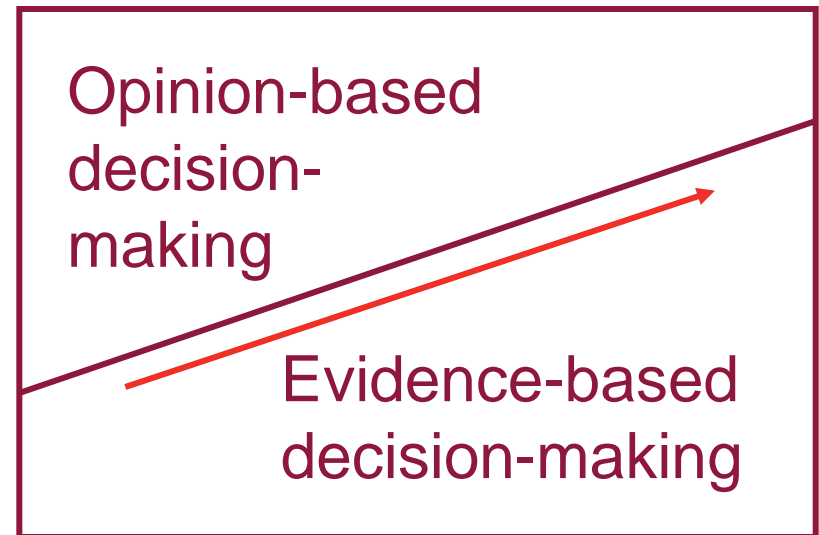 Opinion-based
decision-
making
Evidence-based
decision-making